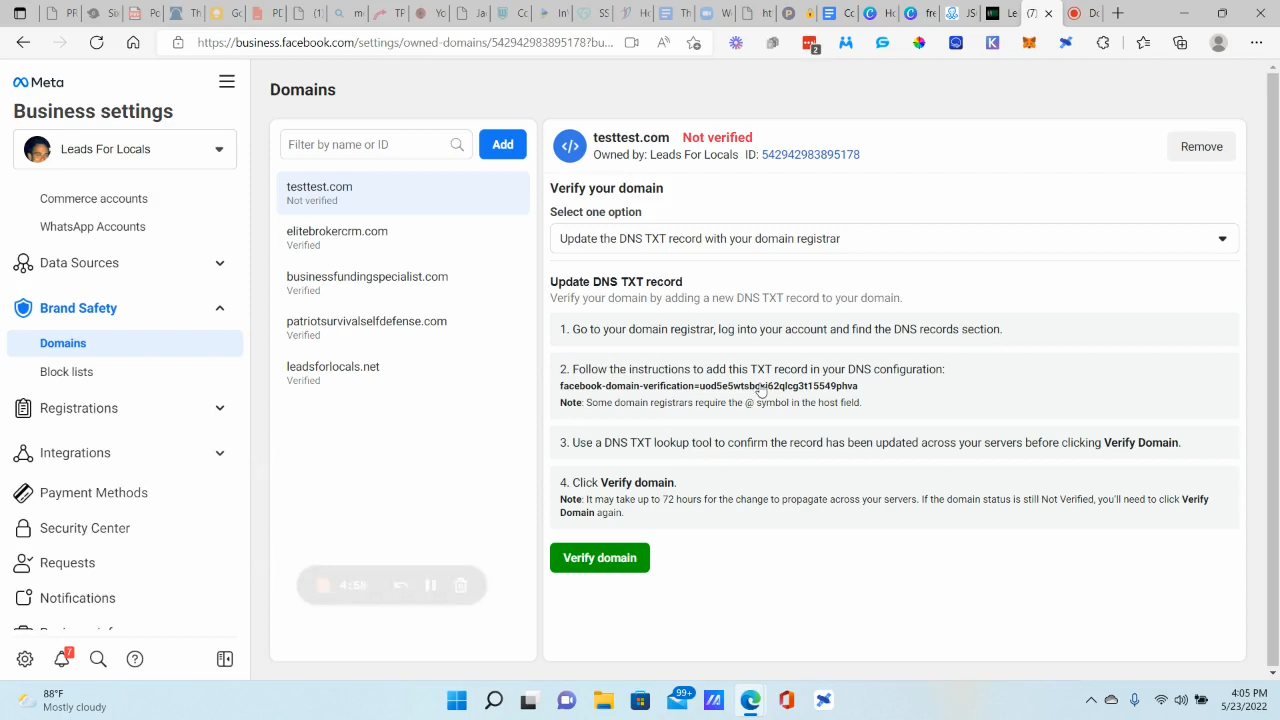 https://business.facebook.com/settings/owned-domains/542942983895178?bu...
2
Meta
Business settings
Leads For Locals
Commerce accounts
WhatsApp Accounts
Data Sources
Brand Safety
Domains
Block lists
Registrations
Integrations
Payment Methods
Security Center
Requests
Notifications
7
Domains
Filter by name or ID
Add
testtest.com
Not verified
elitebrokercrm.com
Verified
businessfundingspecialist.com
Verified
patriotsurvivalselfdefense.com
Verified
leadsforlocals.net
Verified
testtest.com Not verified
Owned by: Leads For Locals ID: 542942983895178
Remove
Verify your domain
Select one option
Update the DNS TXT record with your domain registrar
Update DNS TXT record
Verify your domain by adding a new DNS TXT record to your domain.
1. Go to your domain registrar, log into your account and find the DNS records section.
2. Follow the instructions to add this TXT record in your DNS configuration:
Note: Some domain registrars require the @ symbol in the host field.
3. Use a DNS TXT lookup tool to confirm the record has been updated across your servers before clicking Verify Domain.
4. Click Verify domain.
Note: It may take up to 72 hours for the change to propagate across your servers. If the domain status is still Not Verified, you'll need to click Verify
Domain again.
Verify domain
88°F
Mostly cloudy
99+
4:05 PM
5/23/2022